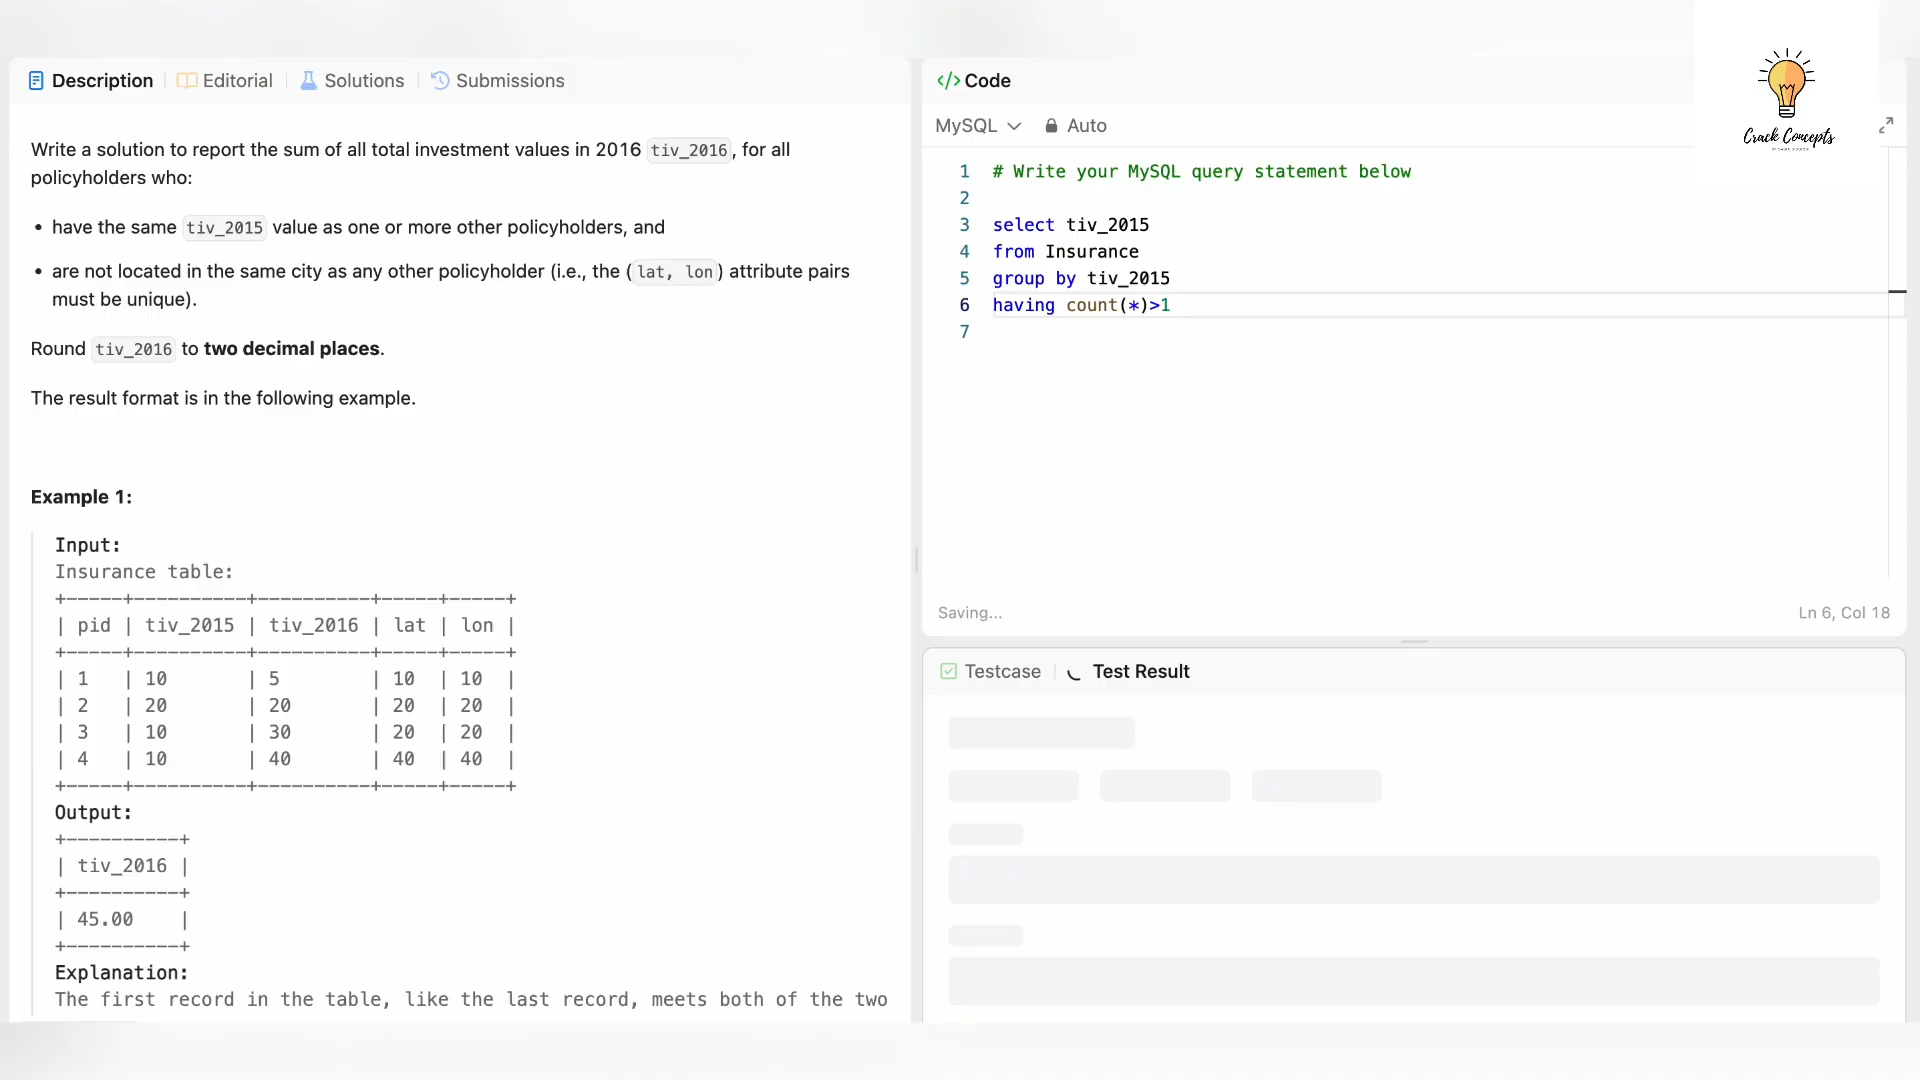 Description
Editorial
Solutions
Submissions
Write a solution to report the sum of all total investment values in 2016 tiv_2016, for all
policyholders who:
• have the same tiv_2015 value as one or more other policyholders, and
• are not located in the same city as any other policyholder (i.e., the (lat, lon) attribute pairs
must be unique).
Round tiv_2016 to two decimal places.
The result format is in the following example.
Example 1:
Input:
Insurance table:
+-----+----------+----------+-----+-----+
| pid | tiv_2015 | tiv_2016 | lat | lon |
+-----+----------+----------+-----+-----+
| 1   | 10       | 5        | 10  | 10  |
| 2   | 20       | 20       | 20  | 20  |
| 3   | 10       | 30       | 20  | 20  |
| 4   | 10       | 40       | 40  | 40  |
+-----+----------+----------+-----+-----+
Output:
+----------+
| tiv_2016 |
+----------+
| 45.00    |
+----------+
Explanation:
The first record in the table, like the last record, meets both of the two
</> Code
Crack Concepts
MySQL
Auto
1 # Write your MySQL query statement below
2
3 select tiv_2015
4 from Insurance
5 group by tiv_2015
6 having count(*)>1
7
Saving...
Ln 6, Col 18
Testcase
Test Result